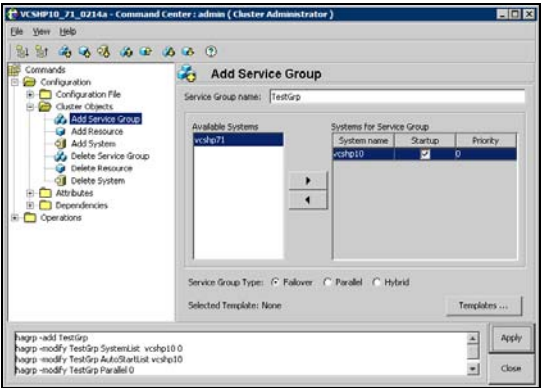 VCSHP10_71_0214a - Command Center : admin ( Cluster Administrator )
File View Help
Commands
Configuration
Configuration File
Cluster Objects
Add Service Group
Add Resource
Add System
Delete Service Group
Delete Resource
Delete System
Attributes
Dependencies
Operations
Add Service Group
Service Group name: TestGrp
Available Systems
vcshp71
Systems for Service Group
System name Startup Priority
vcshp10 0
Service Group Type: Failover Parallel Hybrid
Selected Template: None
Templates ...
hagrp -add TestGrp
hagrp -modify TestGrp SystemList vcshp10 0
hagrp -modify TestGrp AutoStartList vcshp10
hagrp -modify TestGrp Parallel 0
Apply
Close